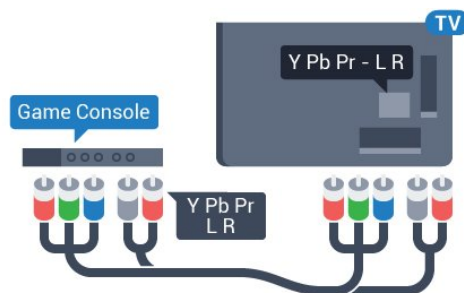 TV
Y Pb Pr - L R
Game Console
Y Pb Pr
L R